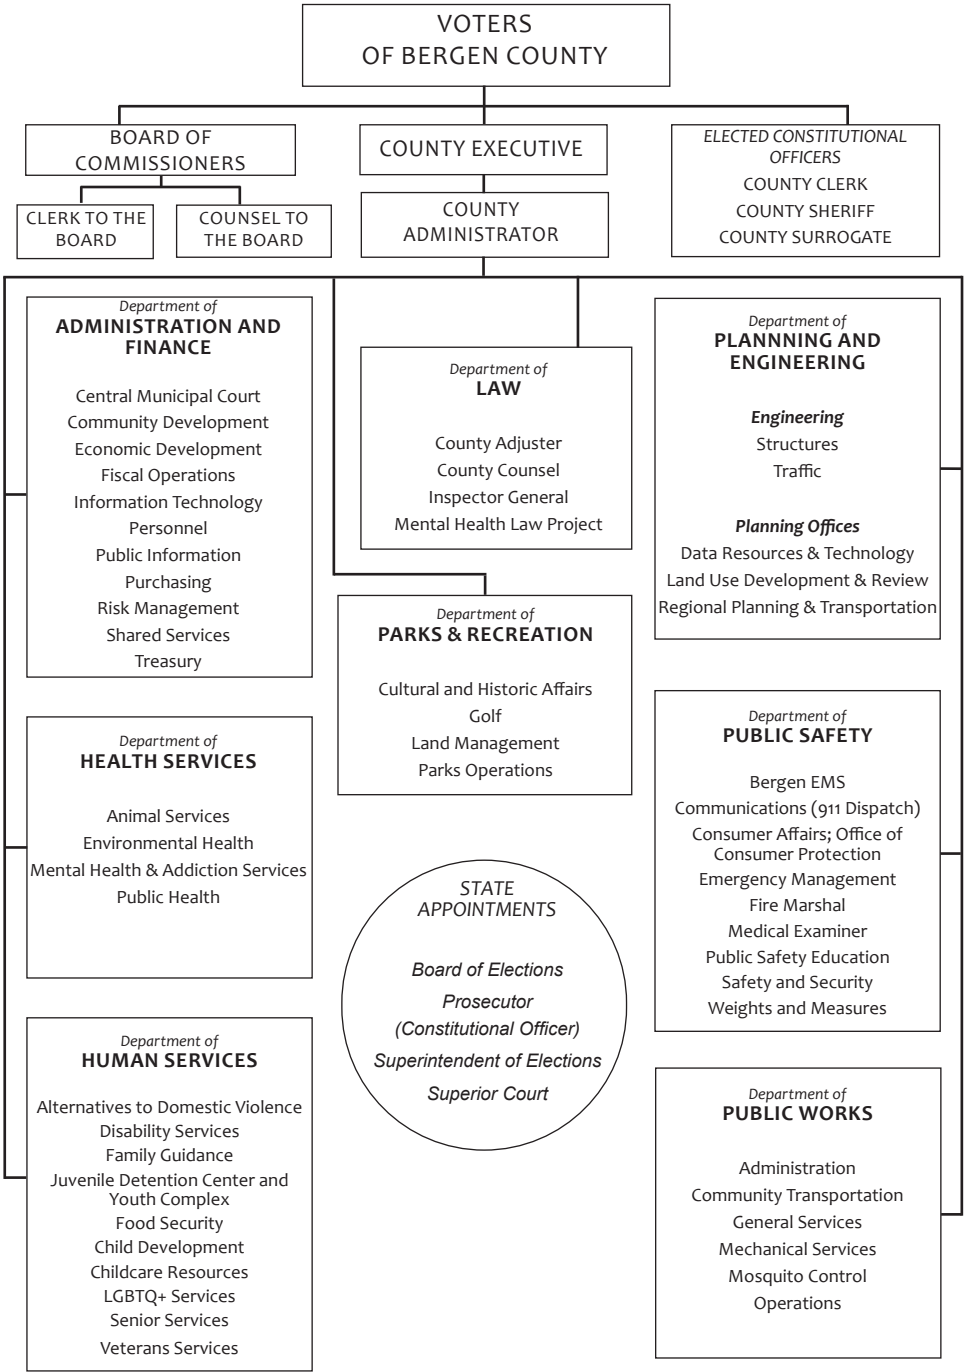 VOTERS
OF BERGEN COUNTY
BOARD OF
COMMISSIONERS
COUNTY EXECUTIVE
ELECTED CONSTITUTIONAL
OFFICERS
COUNTY CLERK
COUNTY SHERIFF
COUNTY SURROGATE
CLERK TO THE
BOARD
COUNSEL TO
THE BOARD
COUNTY
ADMINISTRATOR
Department of
ADMINISTRATION AND
FINANCE
Central Municipal Court
Community Development
Economic Development
Fiscal Operations
Information Technology
Personnel
Public Information
Purchasing
Risk Management
Shared Services
Treasury
Department of
LAW
County Adjuster
County Counsel
Inspector General
Mental Health Law Project
Department of
PLANNNING AND
ENGINEERING
Engineering
Structures
Traffic
Planning Offices
Data Resources & Technology
Land Use Development & Review
Regional Planning & Transportation
Department of
PARKS & RECREATION
Cultural and Historic Affairs
Golf
Land Management
Parks Operations
Department of
HEALTH SERVICES
Animal Services
Environmental Health
Mental Health & Addiction Services
Public Health
Department of
PUBLIC SAFETY
Bergen EMS
Communications (911 Dispatch)
Consumer Affairs; Office of
Consumer Protection
Emergency Management
Fire Marshal
Medical Examiner
Public Safety Education
Safety and Security
Weights and Measures
STATE
APPOINTMENTS
Board of Elections
Prosecutor
(Constitutional Officer)
Superintendent of Elections
Superior Court
Department of
HUMAN SERVICES
Alternatives to Domestic Violence
Disability Services
Family Guidance
Juvenile Detention Center and
Youth Complex
Food Security
Child Development
Childcare Resources
LGBTQ+ Services
Senior Services
Veterans Services
Department of
PUBLIC WORKS
Administration
Community Transportation
General Services
Mechanical Services
Mosquito Control
Operations